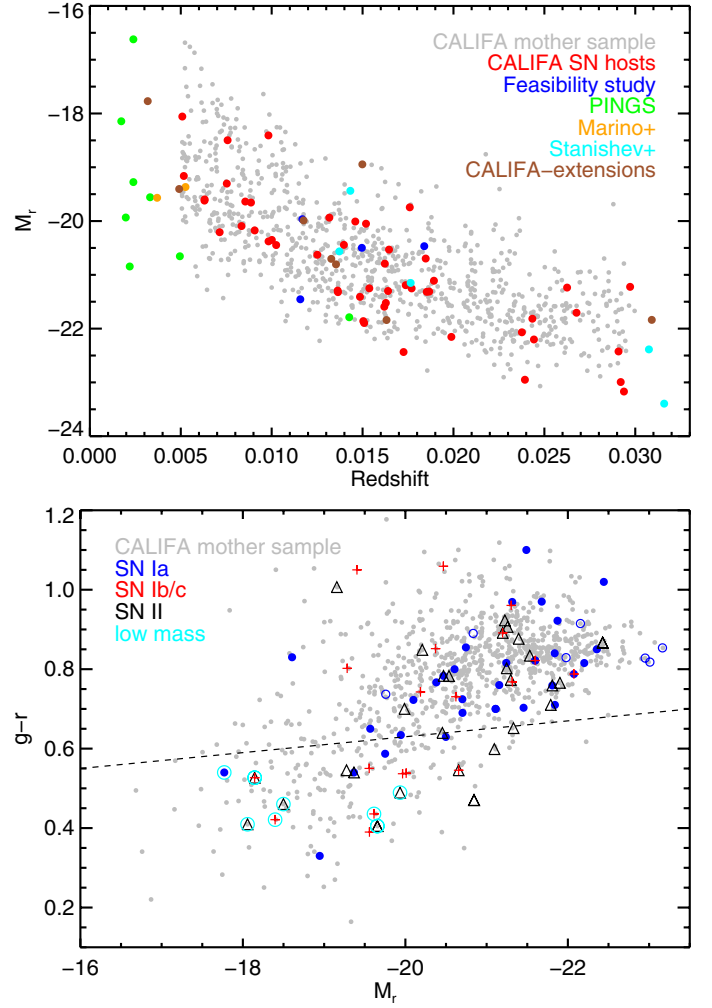 −16
−18
−20
−22
−24
M_r
CALIFA mother sample
CALIFA SN hosts
Feasibility study
PINGS
Marino+
Stanishev+
CALIFA−extensions
0.000 0.005 0.010 0.015 0.020 0.025 0.030
Redshift
1.2
1.0
0.8
0.6
0.4
0.2
g−r
CALIFA mother sample
SN Ia
SN Ib/c
SN II
low mass
−16 −18 −20 −22
M_r